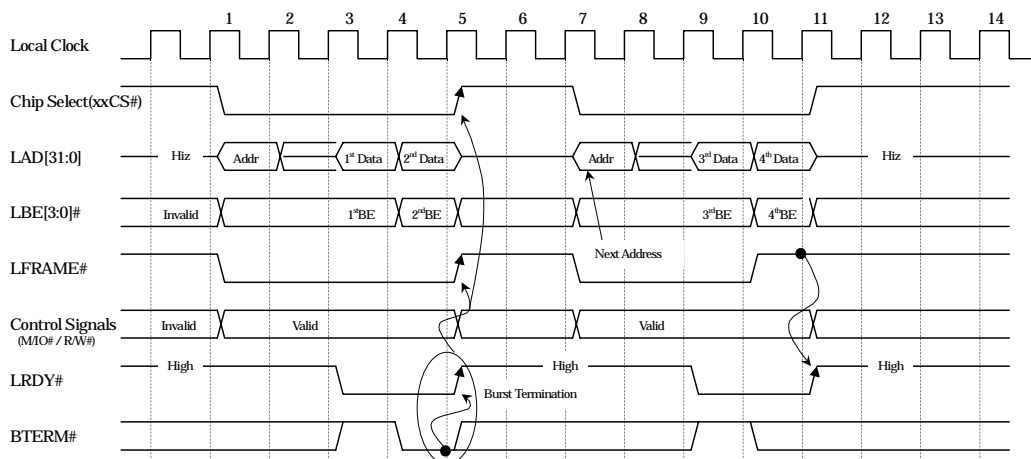 1 2 3 4 5 6 7 8 9 10 11 12 13 14
Local Clock
Chip Select(xxCS#)
LAD[31:0] Hiz Addr 1st Data 2nd Data Addr 3rd Data 4th Data Hiz
LBE[3:0]# Invalid 1stBE 2ndBE 3rdBE 4thBE
Next Address
LFRAME#
Control Signals Invalid Valid Valid
(M/IO# / R/W#)
LRDY# High High High
Burst Termination
BTERM#